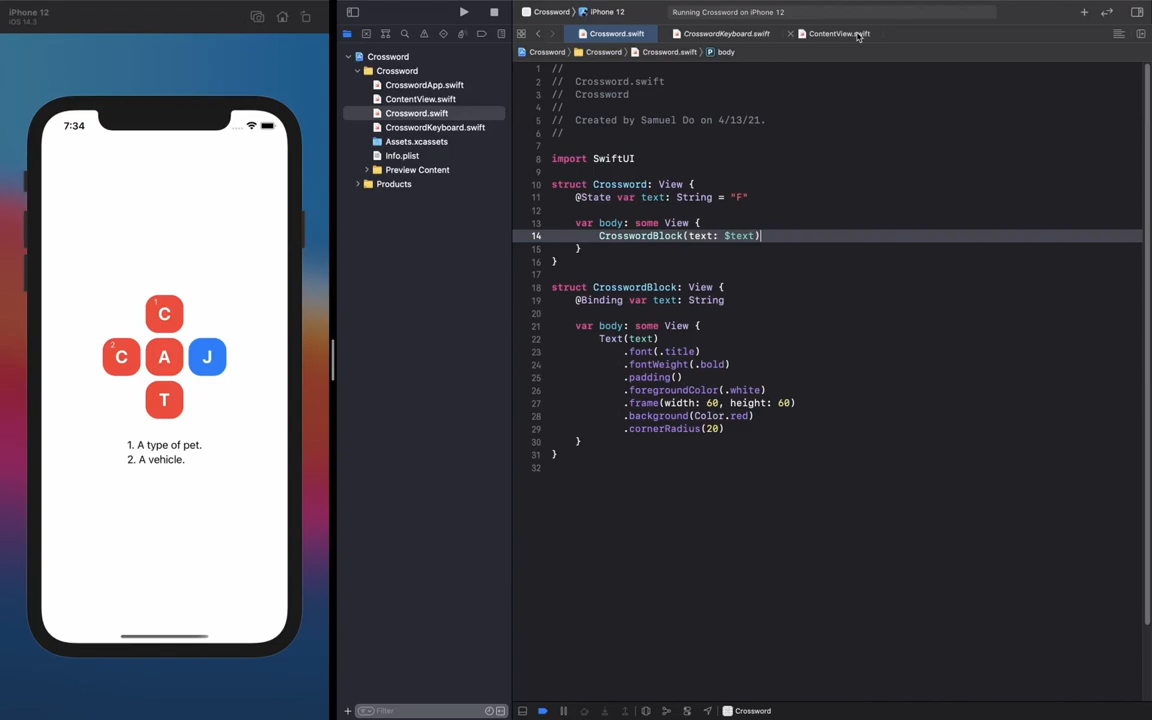 iPhone 12
iOS 14.3
7:34
1
C
2
C
A
J
T
1. A type of pet.
2. A vehicle.
Crossword
Crossword
CrosswordApp.swift
ContentView.swift
Crossword.swift
CrosswordKeyboard.swift
Assets.xcassets
Info.plist
Preview Content
Products
Filter
Crossword 〉 iPhone 12
Running Crossword on iPhone 12
Crossword.swift
CrosswordKeyboard.swift
ContentView.swift
Crossword 〉 Crossword 〉 Crossword.swift 〉 P body
1 //
2 //  Crossword.swift
3 //  Crossword
4 //
5 //  Created by Samuel Do on 4/13/21.
6 //
7
8 import SwiftUI
9
10 struct Crossword: View {
11     @State var text: String = "F"
12
13     var body: some View {
14         CrosswordBlock(text: $text)
15     }
16 }
17
18 struct CrosswordBlock: View {
19     @Binding var text: String
20
21     var body: some View {
22         Text(text)
23             .font(.title)
24             .fontWeight(.bold)
25             .padding()
26             .foregroundColor(.white)
27             .frame(width: 60, height: 60)
28             .background(Color.red)
29             .cornerRadius(20)
30     }
31 }
32
Crossword